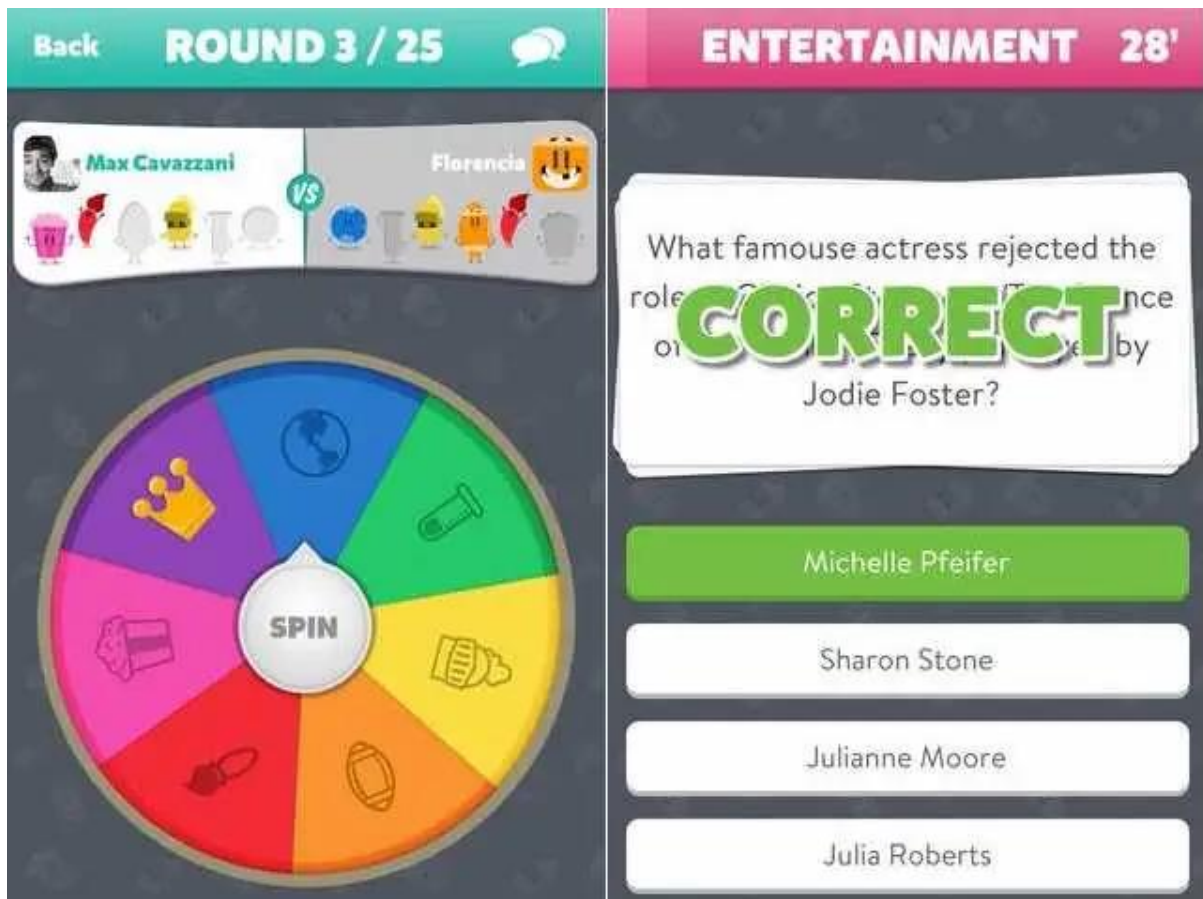 Back
ROUND 3 / 25
Max Cavazzani
VS
Florencia
SPIN
ENTERTAINMENT 28'
What famouse actress rejected the
role
of by
Jodie Foster?
CORRECT
Michelle Pfeifer
Sharon Stone
Julianne Moore
Julia Roberts